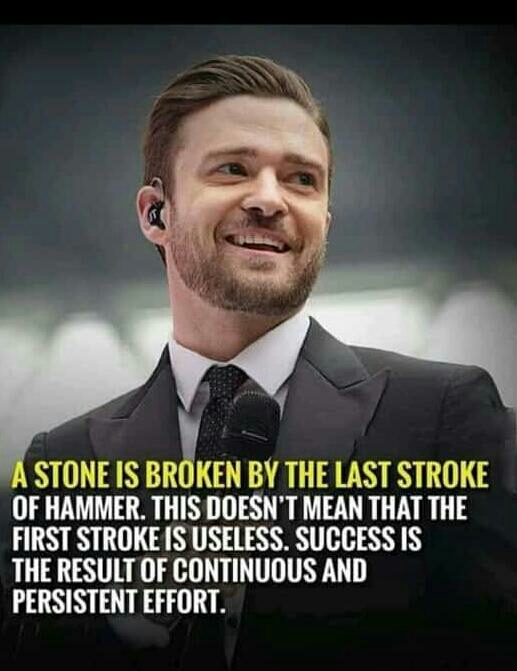 A STONE IS BROKEN BY THE LAST STROKE
OF HAMMER. THIS DOESN'T MEAN THAT THE
FIRST STROKE IS USELESS. SUCCESS IS
THE RESULT OF CONTINUOUS AND
PERSISTENT EFFORT.